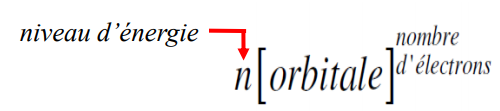 niveau d’énergie
n[orbitale]^nombre d'électrons